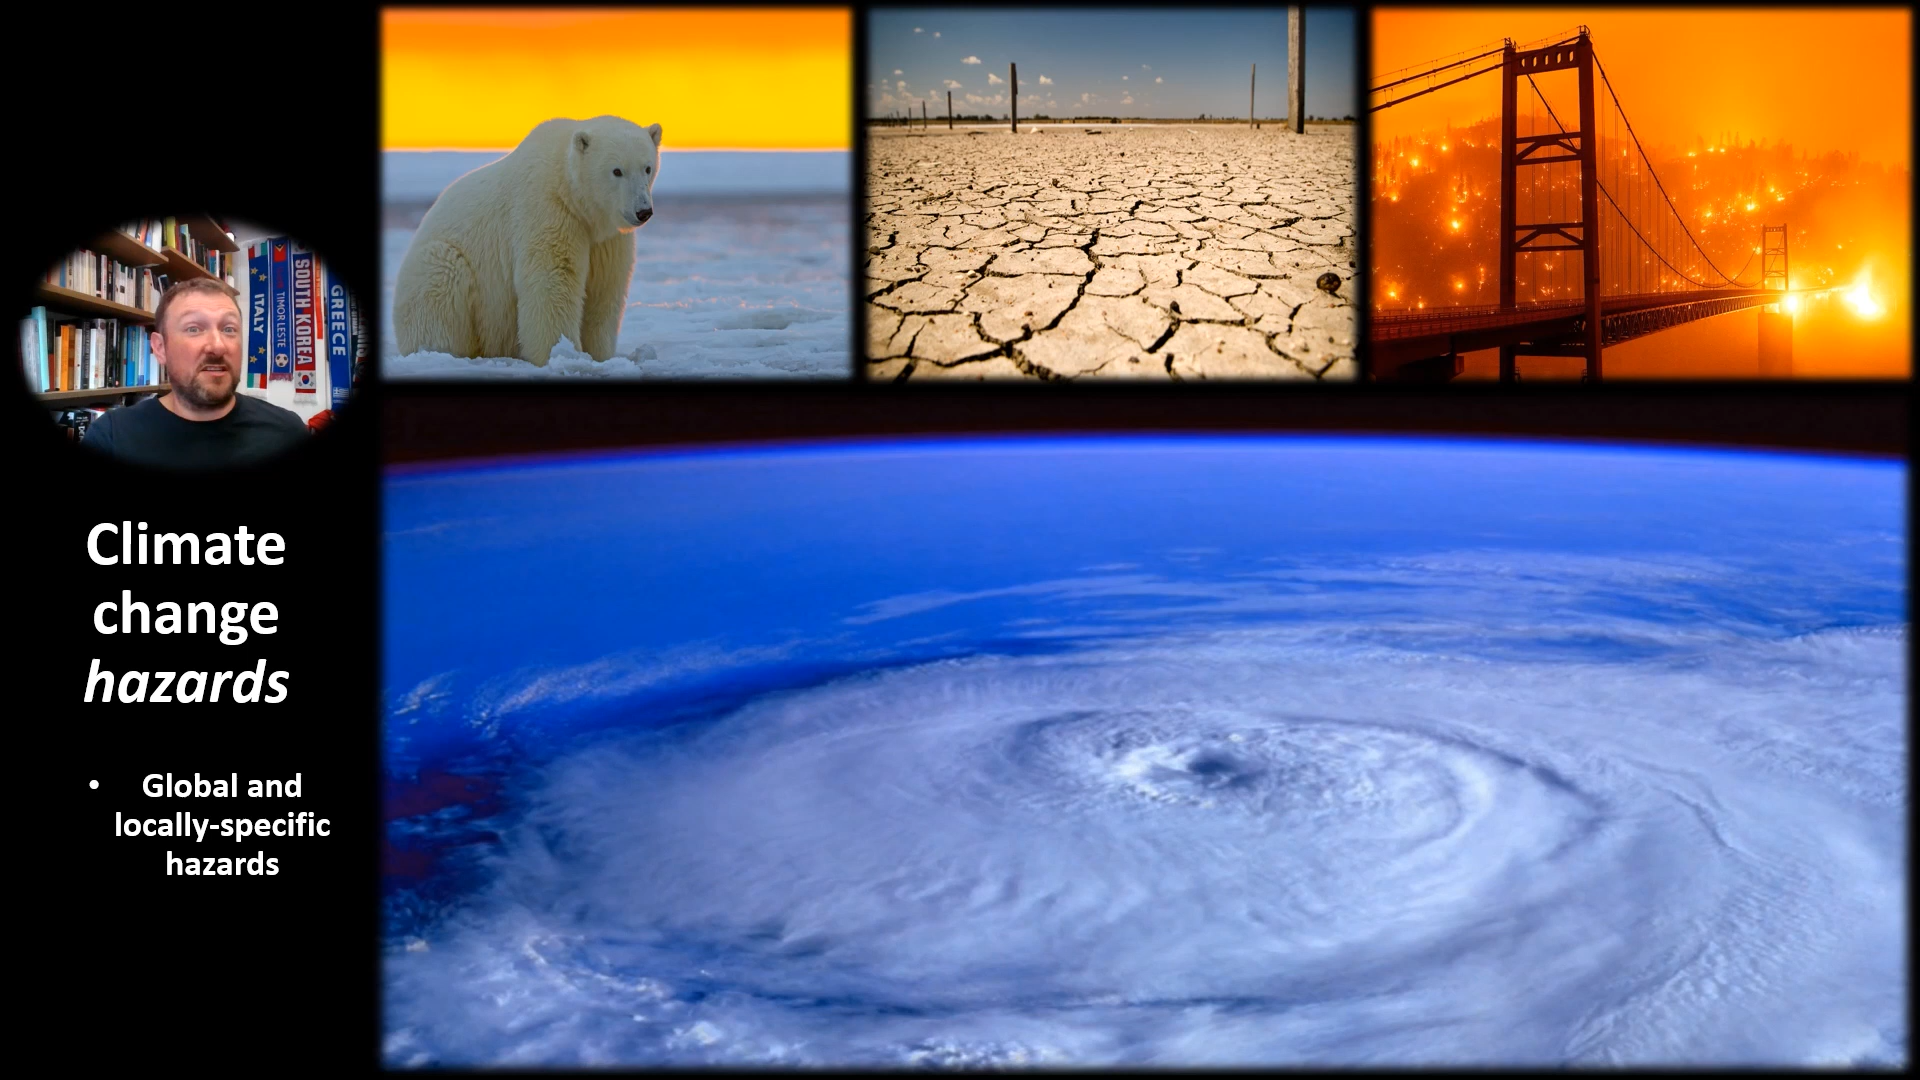 ITALY
TIMOR LESTE
SOUTH KOREA
GREECE
Climate
change
hazards
• Global and
locally-specific
hazards